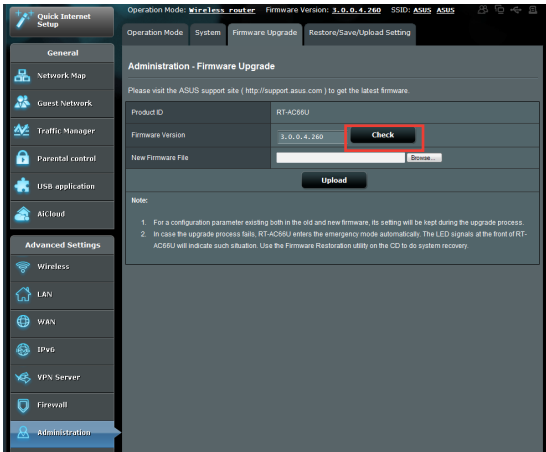 Quick Internet
Setup
Operation Mode: Wireless router Firmware Version: 3.0.0.4.260 SSID: ASUS ASUS
Operation Mode System Firmware Upgrade Restore/Save/Upload Setting
General
Network Map
Guest Network
Traffic Manager
Parental control
USB application
AiCloud
Advanced Settings
Wireless
LAN
WAN
IPv6
VPN Server
Firewall
Administration
Administration - Firmware Upgrade
Please visit the ASUS support site ( http://support.asus.com ) to get the latest firmware.
Product ID RT-AC66U
Firmware Version 3.0.0.4.260 Check
New Firmware File Browse...
Upload
Note:
1. For a configuration parameter existing both in the old and new firmware, its setting will be kept during the upgrade process.
2. In case the upgrade process fails, RT-AC66U enters the emergency mode automatically. The LED signals at the front of RT-
AC66U will indicate such situation. Use the Firmware Restoration utility on the CD to do system recovery.